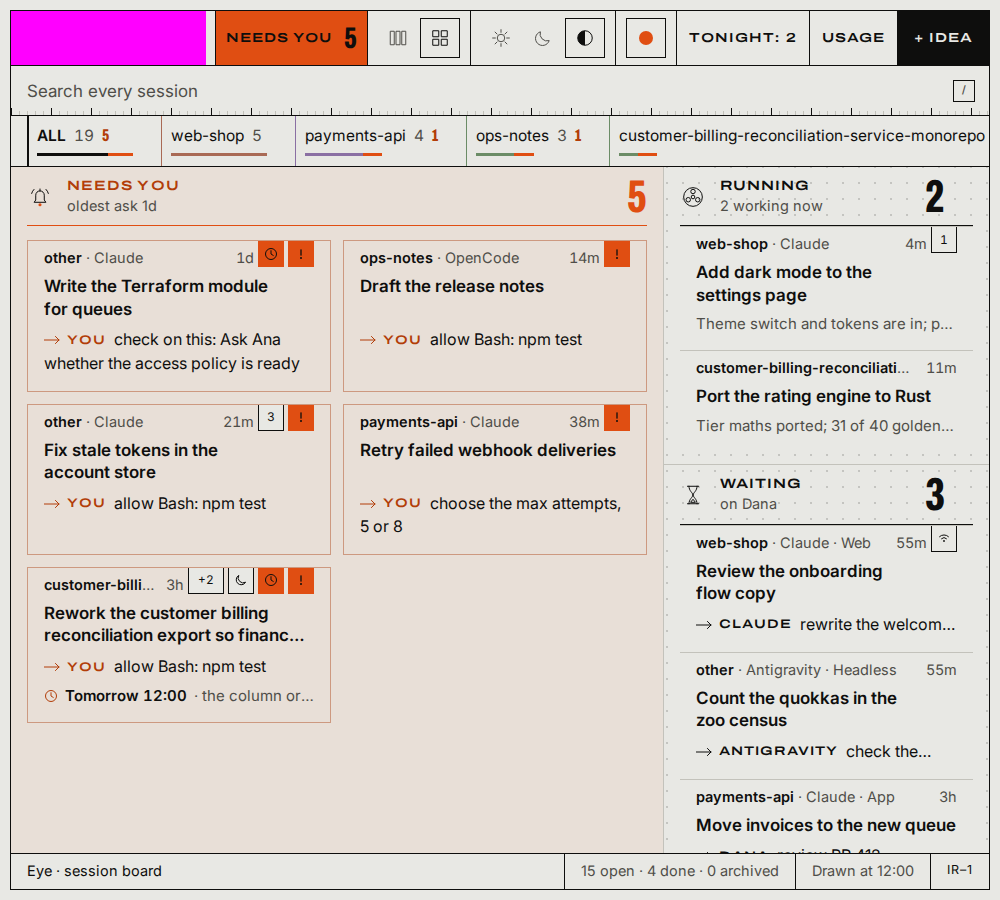 NEEDS YOU 5
TONIGHT: 2
USAGE
+ IDEA
Search every session
/
ALL 19 5
web-shop 5
payments-api 4 1
ops-notes 3 1
customer-billing-reconciliation-service-monorepo
NEEDS YOU
oldest ask 1d
5
other · Claude 1d !
Write the Terraform module
for queues
→ YOU check on this: Ask Ana
whether the access policy is ready
ops-notes · OpenCode 14m !
Draft the release notes
→ YOU allow Bash: npm test
other · Claude 21m 3 !
Fix stale tokens in the
account store
→ YOU allow Bash: npm test
payments-api · Claude 38m !
Retry failed webhook deliveries
→ YOU choose the max attempts,
5 or 8
customer-billi... 3h +2 !
Rework the customer billing
reconciliation export so financ...
→ YOU allow Bash: npm test
Tomorrow 12:00 · the column or...
RUNNING
2 working now
2
web-shop · Claude 4m 1
Add dark mode to the
settings page
Theme switch and tokens are in; p...
customer-billing-reconciliati... 11m
Port the rating engine to Rust
Tier maths ported; 31 of 40 golden...
WAITING
on Dana
3
web-shop · Claude · Web 55m
Review the onboarding
flow copy
→ CLAUDE rewrite the welcom...
other · Antigravity · Headless 55m
Count the quokkas in the
zoo census
→ ANTIGRAVITY check the...
payments-api · Claude · App 3h
Move invoices to the new queue
Eye · session board
15 open · 4 done · 0 archived
Drawn at 12:00
IR–1